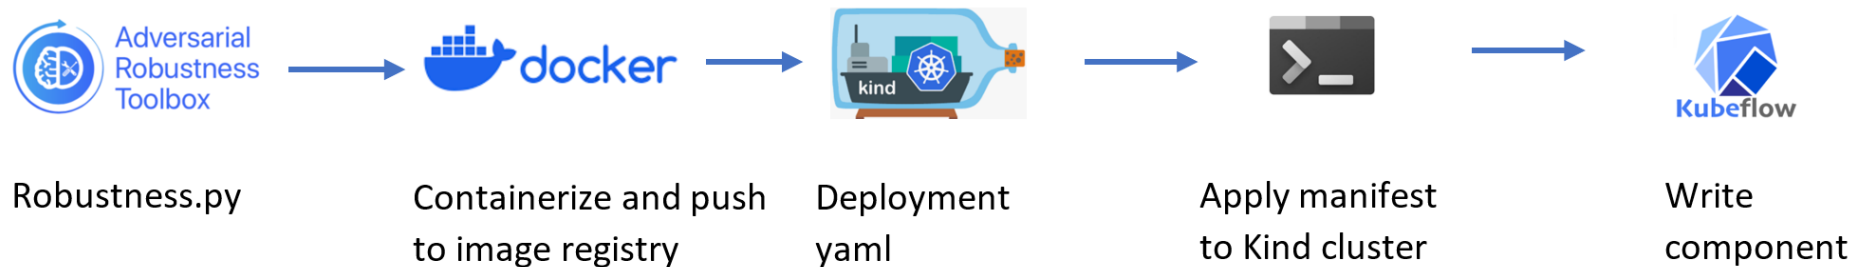 Adversarial
Robustness
Toolbox
docker
kind
Kubeflow
Robustness.py
Containerize and push
to image registry
Deployment
yaml
Apply manifest
to Kind cluster
Write
component